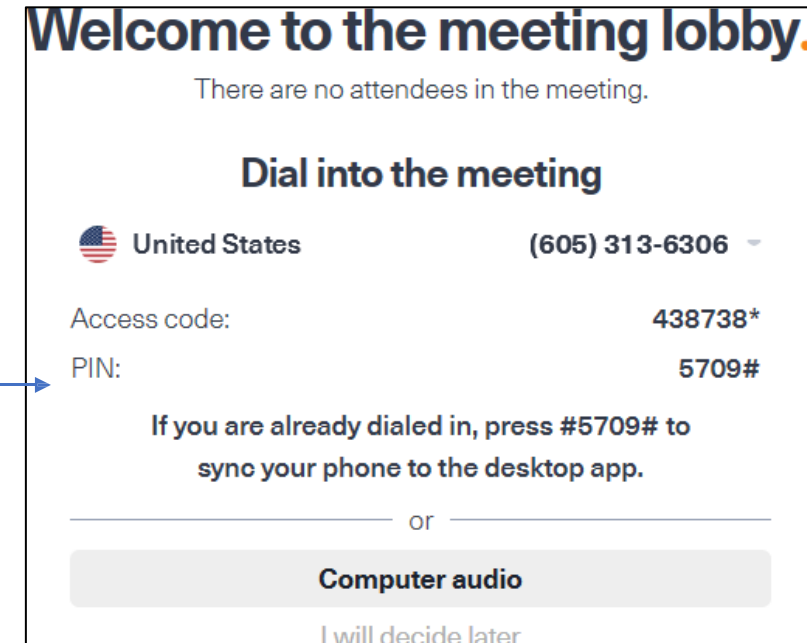 Welcome to the meeting lobby.
There are no attendees in the meeting.
Dial into the meeting
United States (605) 313-6306
Access code: 438738*
PIN: 5709#
If you are already dialed in, press #5709# to
sync your phone to the desktop app.
or
Computer audio
I will decide later